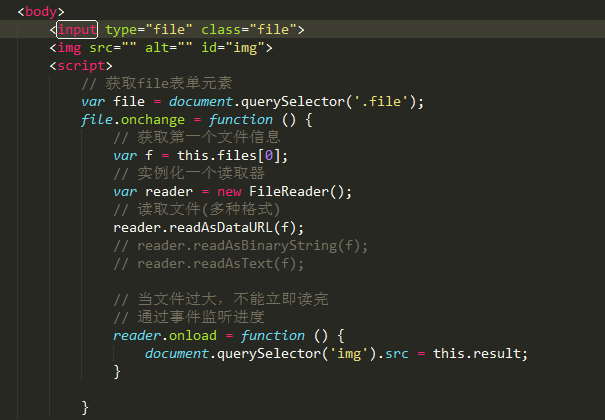 <body>
<input type="file" class="file">
<img src="" alt="" id="img">
<script>
// 获取file表单元素
var file = document.querySelector('.file');
file.onchange = function () {
// 获取第一个文件信息
var f = this.files[0];
// 实例化一个读取器
var reader = new FileReader();
// 读取文件(多种格式)
reader.readAsDataURL(f);
// reader.readAsBinaryString(f);
// reader.readAsText(f);
// 当文件过大，不能立即读完
// 通过事件监听进度
reader.onload = function () {
document.querySelector('img').src = this.result;
}
}